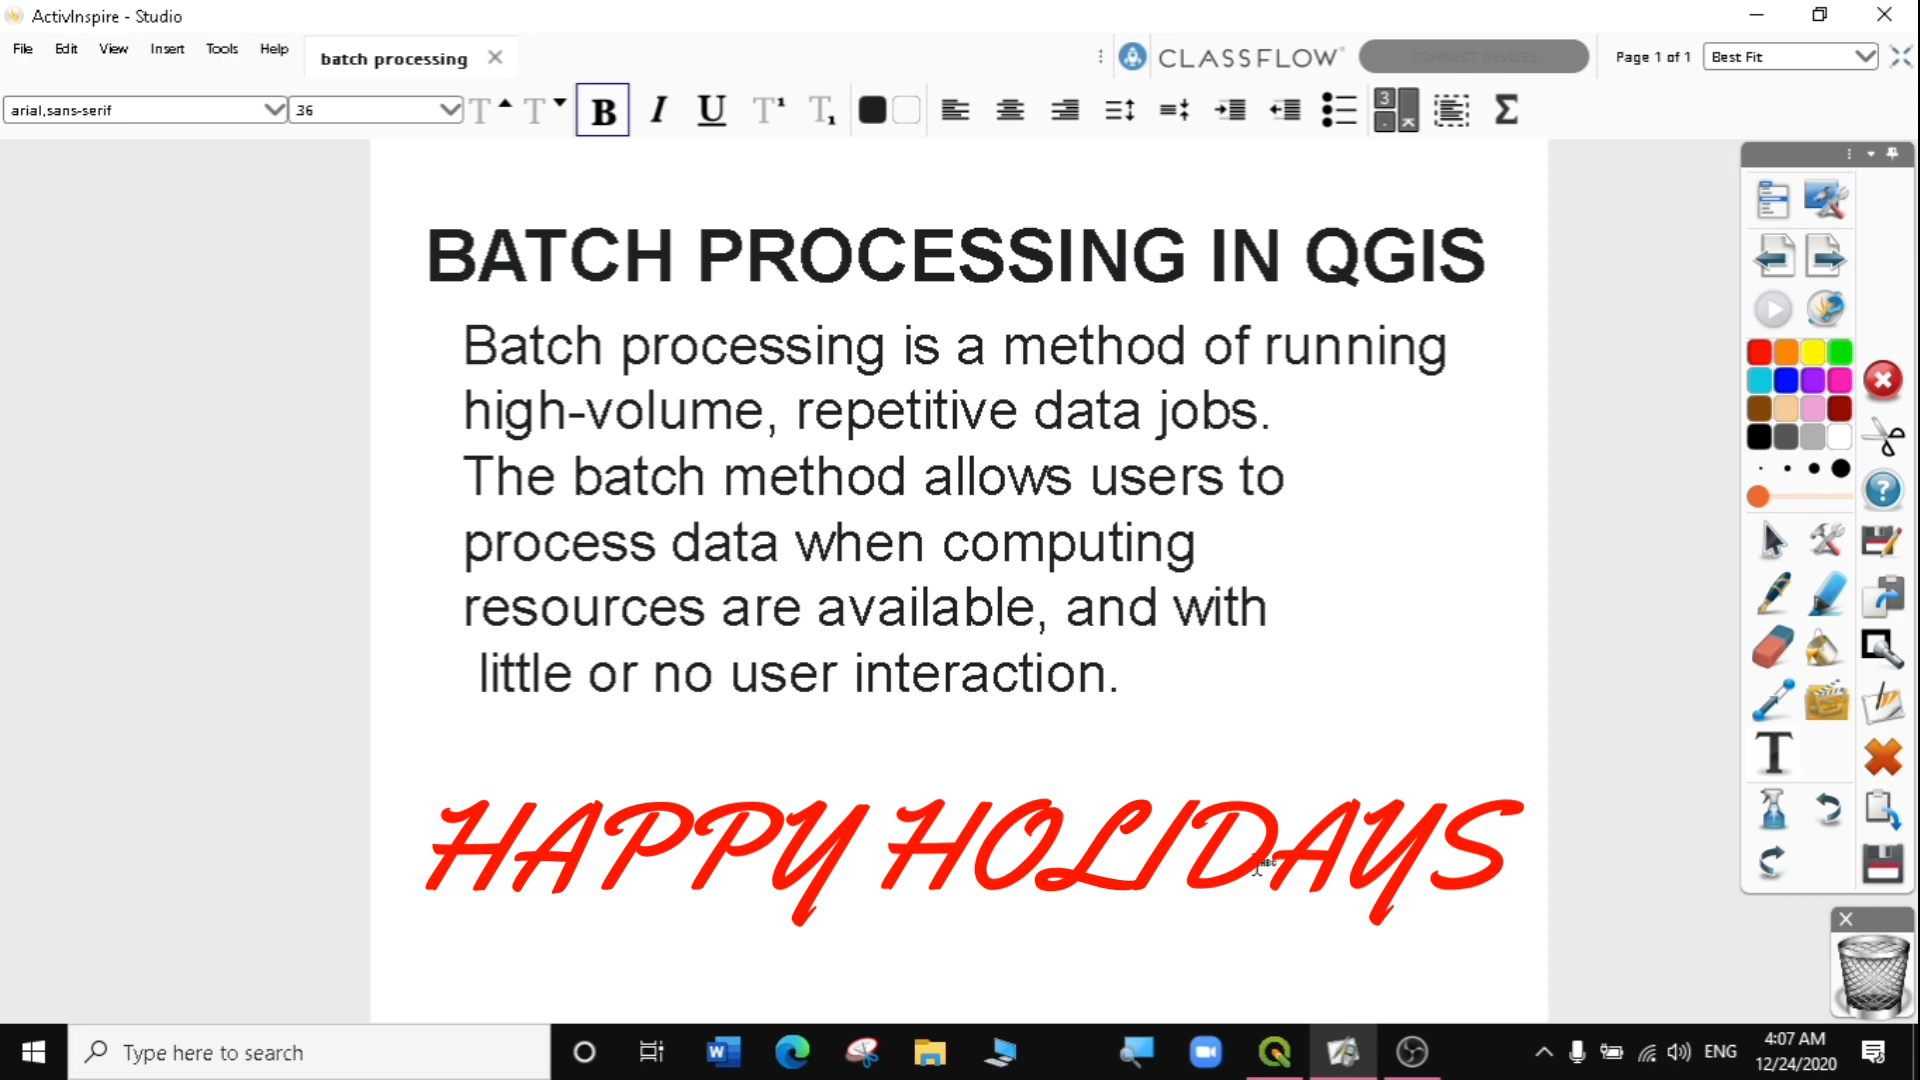 ActivInspire - Studio
File Edit View Insert Tools Help
batch processing
CLASSFLOW
CONNECT DEVICES
Page 1 of 1
Best Fit
arial,sans-serif
36
BATCH PROCESSING IN QGIS
Batch processing is a method of running
high-volume, repetitive data jobs.
The batch method allows users to
process data when computing
resources are available, and with
little or no user interaction.
HAPPY HOLIDAYS
Type here to search
ENG
4:07 AM
12/24/2020